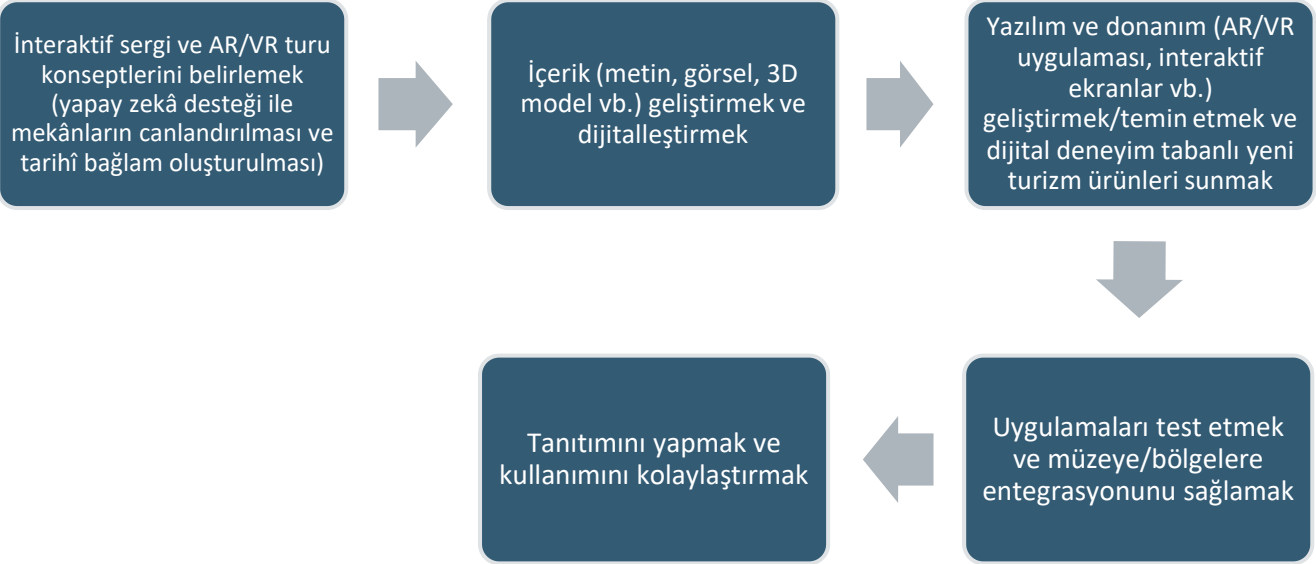 İnteraktif sergi ve AR/VR turu
konseptlerini belirlemek
(yapay zekâ desteği ile
mekânların canlandırılması ve
tarihî bağlam oluşturulması)
İçerik (metin, görsel, 3D
model vb.) geliştirmek ve
dijitalleştirmek
Yazılım ve donanım (AR/VR
uygulaması, interaktif
ekranlar vb.)
geliştirmek/temin etmek ve
dijital deneyim tabanlı yeni
turizm ürünleri sunmak
Uygulamaları test etmek
ve müzeye/bölgelere
entegrasyonunu sağlamak
Tanıtımını yapmak ve
kullanımını kolaylaştırmak